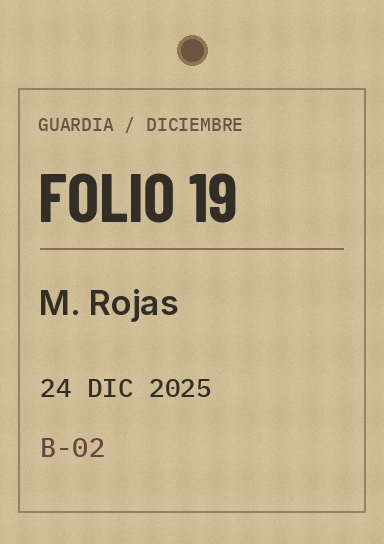 GUARDIA / DICIEMBRE
FOLIO 19
M. Rojas
24 DIC 2025
B-02